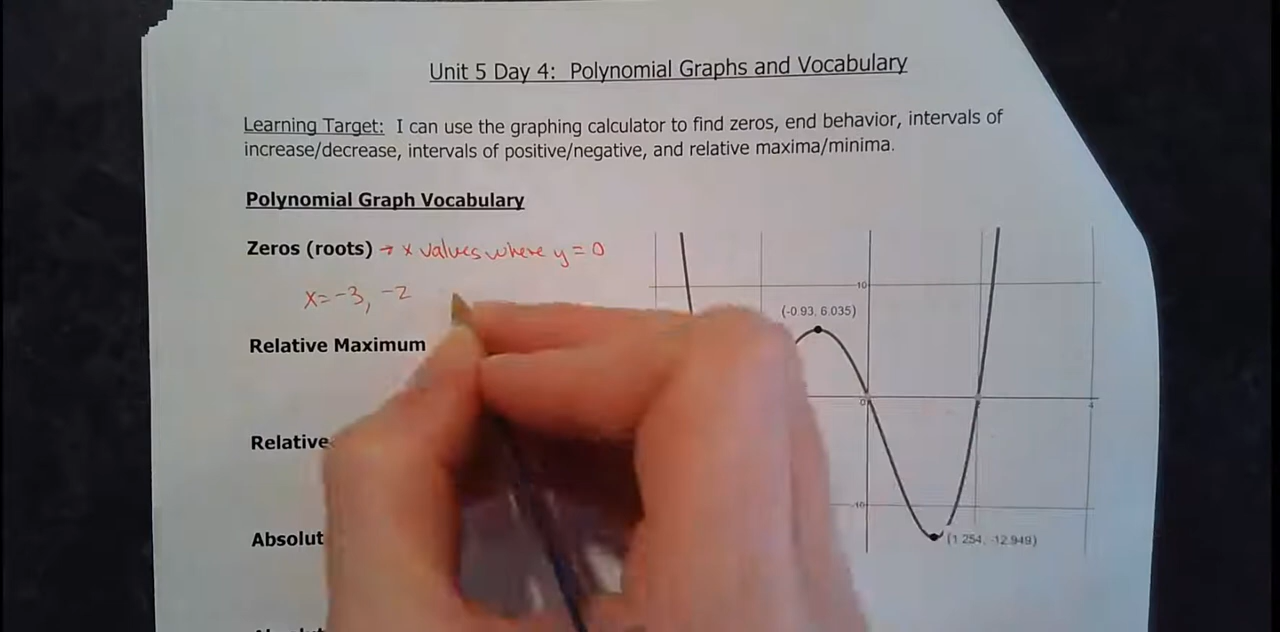 Unit 5 Day 4: Polynomial Graphs and Vocabulary
Learning Target: I can use the graphing calculator to find zeros, end behavior, intervals of
increase/decrease, intervals of positive/negative, and relative maxima/minima.
Polynomial Graph Vocabulary
Zeros (roots) → x values where y = 0
x = -3, -2
10
(-0.93, 6.035)
Relative Maximum
0
4
Relative
-10
Absolut
(1.254, -12.949)